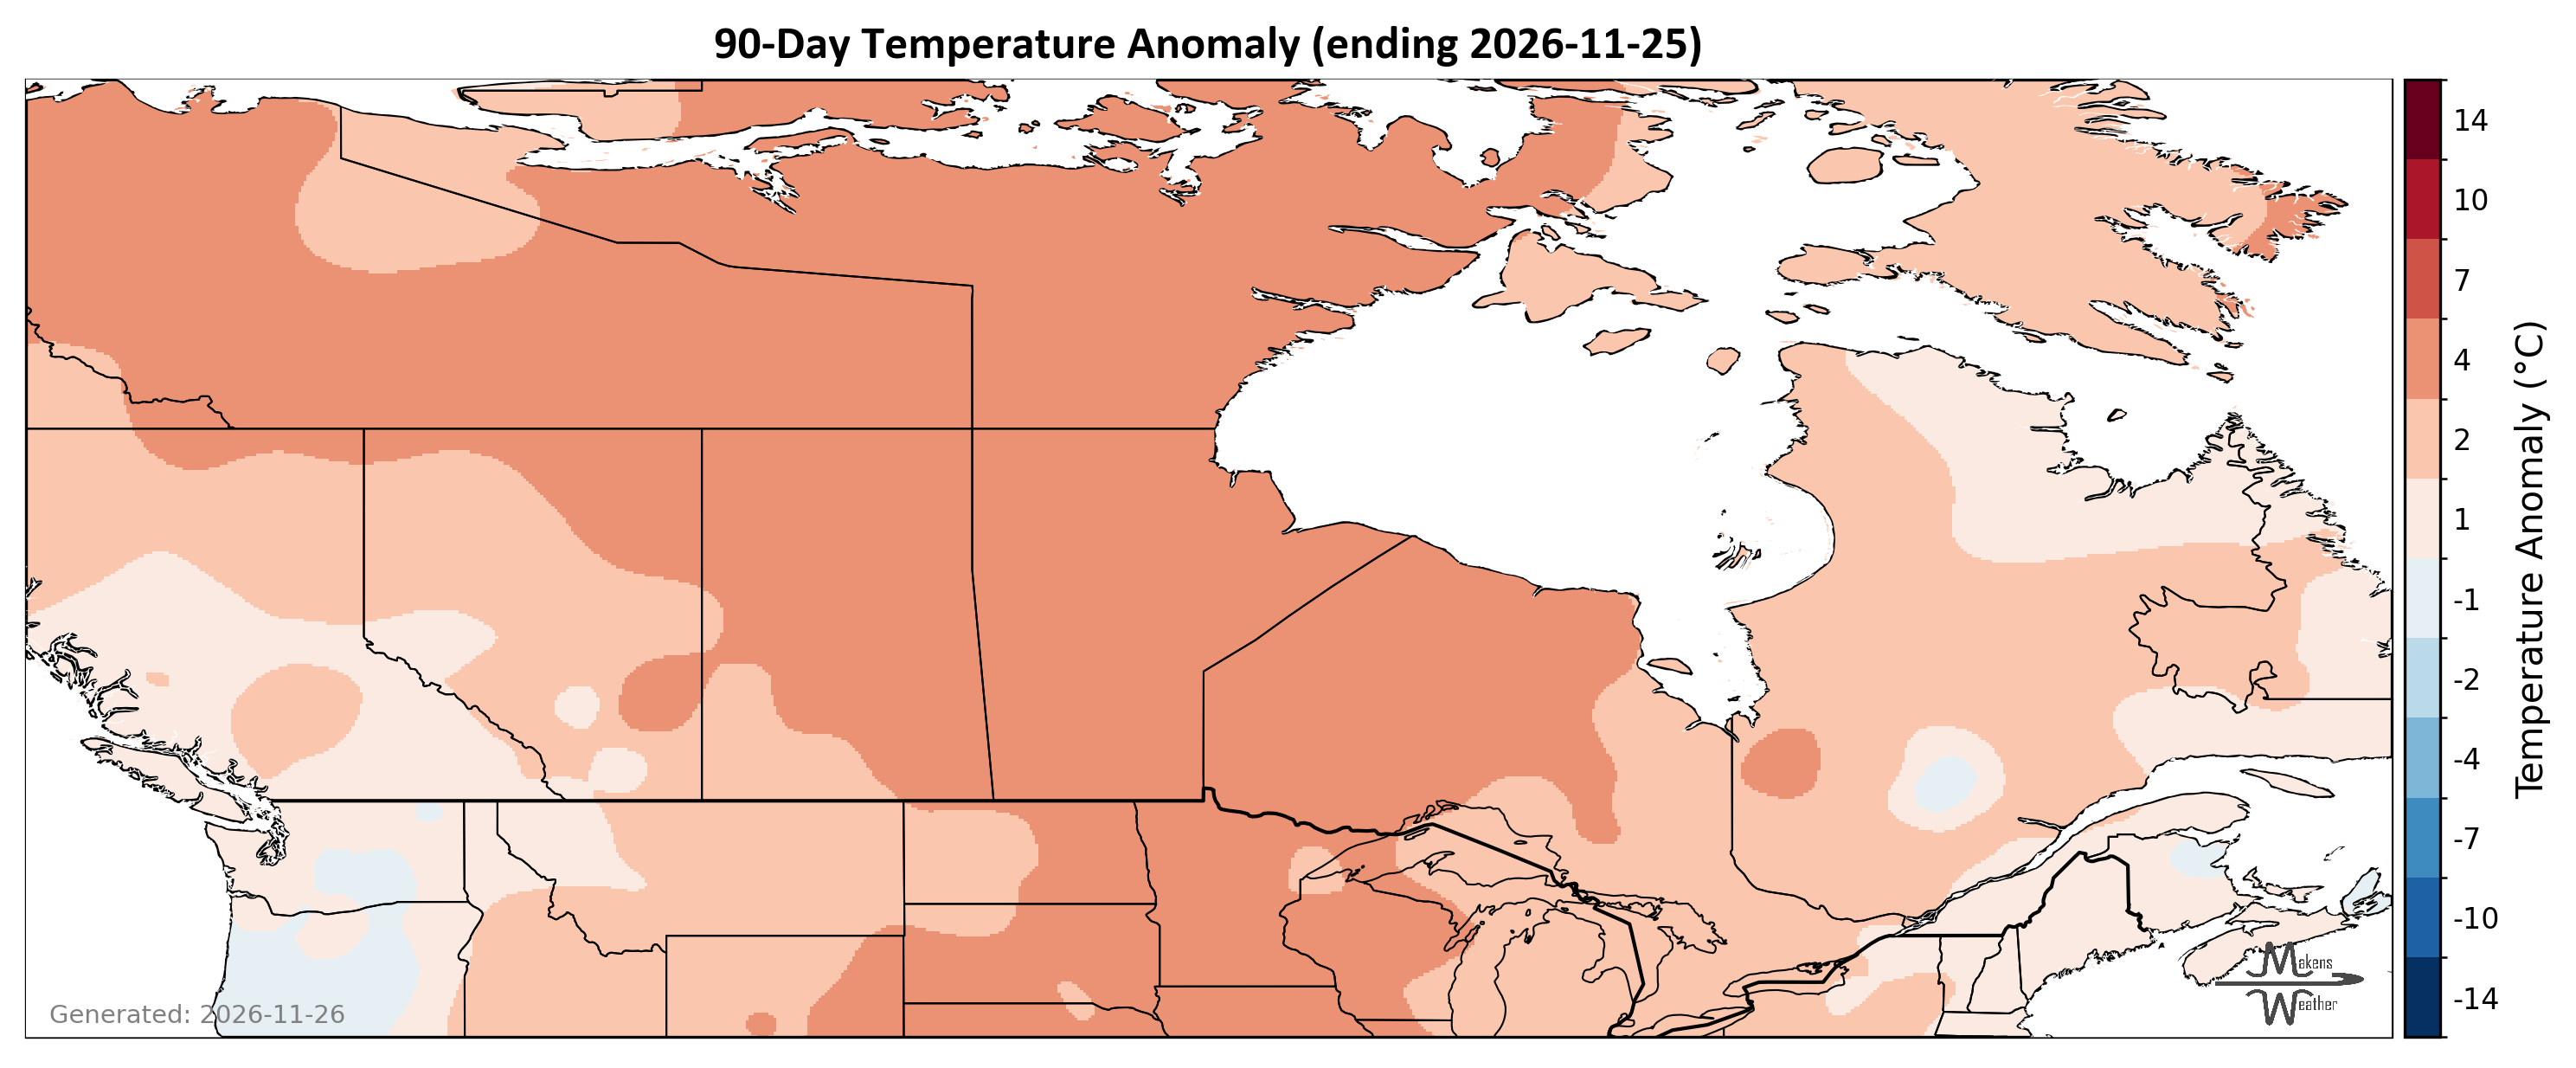 90-Day Temperature Anomaly (ending 2026-11-25)
14
10
7
4
2
1
-1
-2
-4
-7
-10
-14
Temperature Anomaly (°C)
Generated: 2026-11-26
Makens
Weather